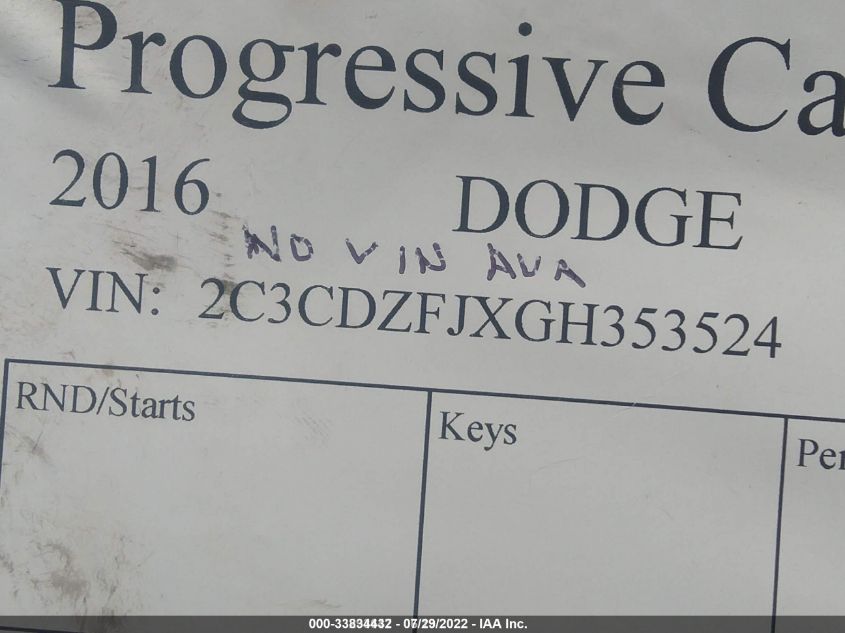 Progressive Ca
2016 DODGE
NO VIN AVA
VIN: 2C3CDZFJXGH353524
RND/Starts Keys Per
000-33834432 - 07/29/2022 - IAA Inc.